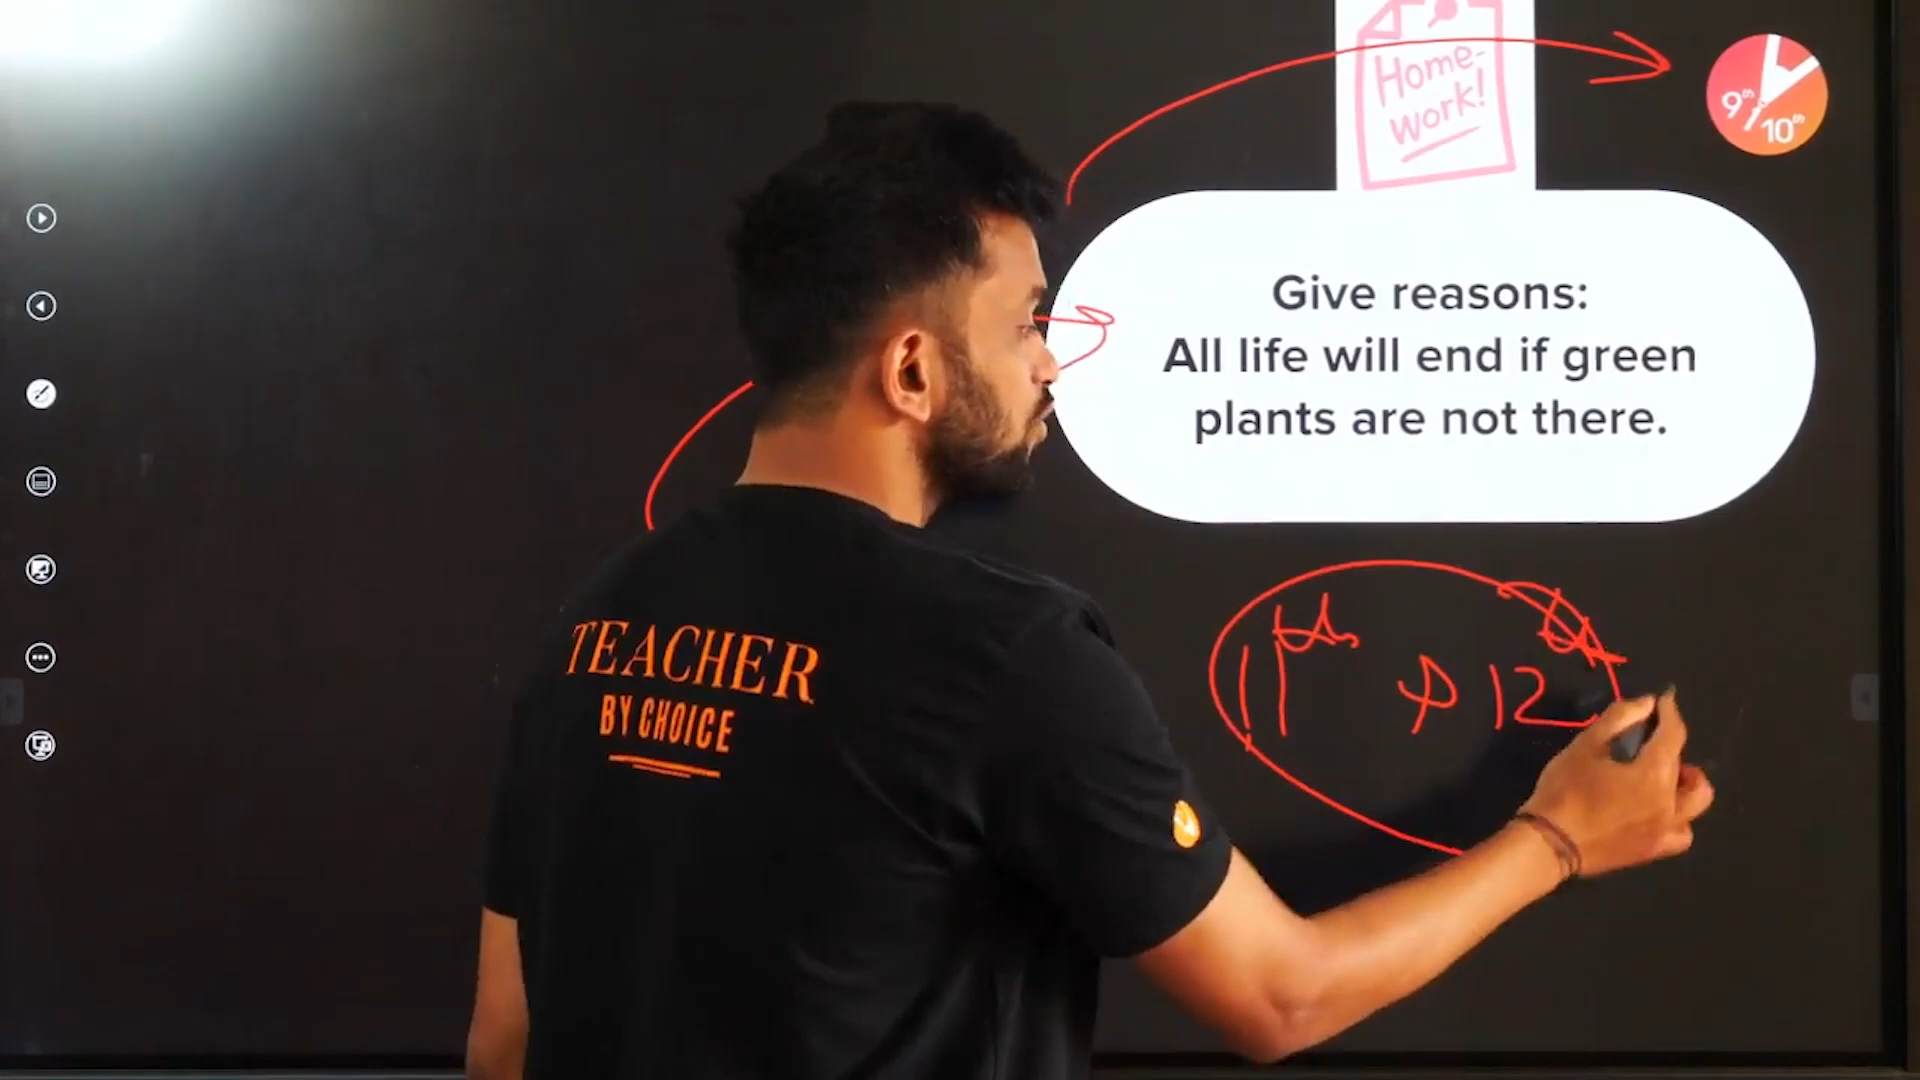 Home-
work!
9th
10th
Give reasons:
All life will end if green
plants are not there.
11th & 12th
TEACHER
BY CHOICE